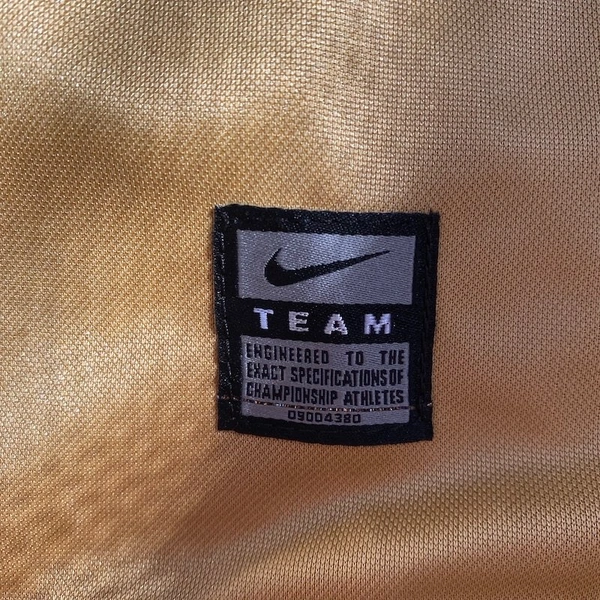 TEAM
ENGINEERED TO THE
EXACT SPECIFICATIONS OF
CHAMPIONSHIP ATHLETES
09004380